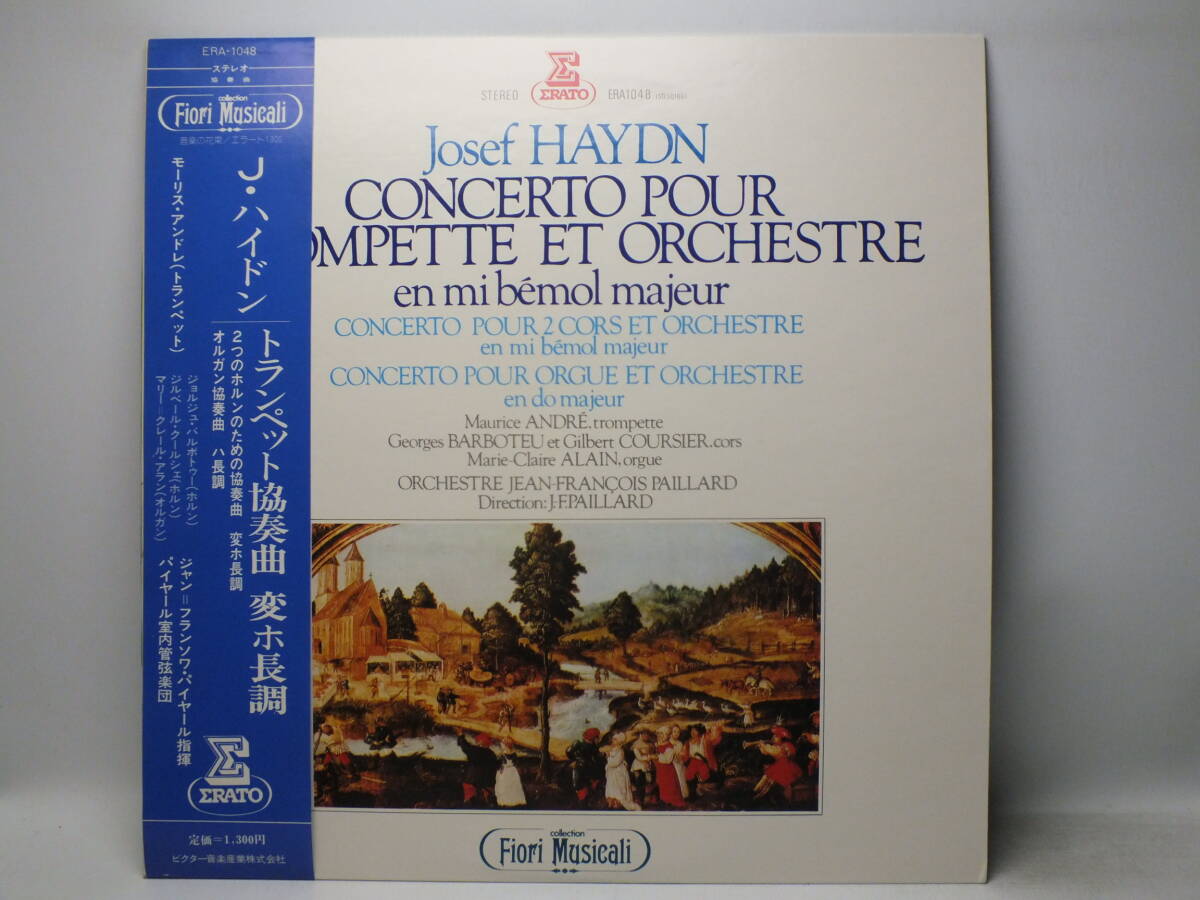 ERA-1048
ステレオ
協奏曲
collection
Fiori Musicali
音楽の花束/エラート1300
J・ハイドン
トランペット協奏曲 変ホ長調
2つのホルンのための協奏曲 変ホ長調
オルガン協奏曲 ハ長調
モーリス・アンドレ(トランペット)
ジョルジュ・バルボトゥー(ホルン)
ジルベール・クールシェ(ホルン)
マリー=クレール・アラン(オルガン)
ジャン=フランソワ・パイヤール指揮
パイヤール室内管弦楽団
ERATO
定価=1,300円
ビクター音楽産業株式会社
STEREO
ERATO
ERA1048
Josef HAYDN
CONCERTO POUR
OMPETTE ET ORCHESTRE
en mi bémol majeur
CONCERTO POUR 2 CORS ET ORCHESTRE
en mi bémol majeur
CONCERTO POUR ORGUE ET ORCHESTRE
en do majeur
Maurice ANDRÉ, trompette
Georges BARBOTEU et Gilbert COURSIER, cors
Marie-Claire ALAIN, orgue
ORCHESTRE JEAN-FRANÇOIS PAILLARD
Direction: J.-F. PAILLARD
collection
Fiori Musicali